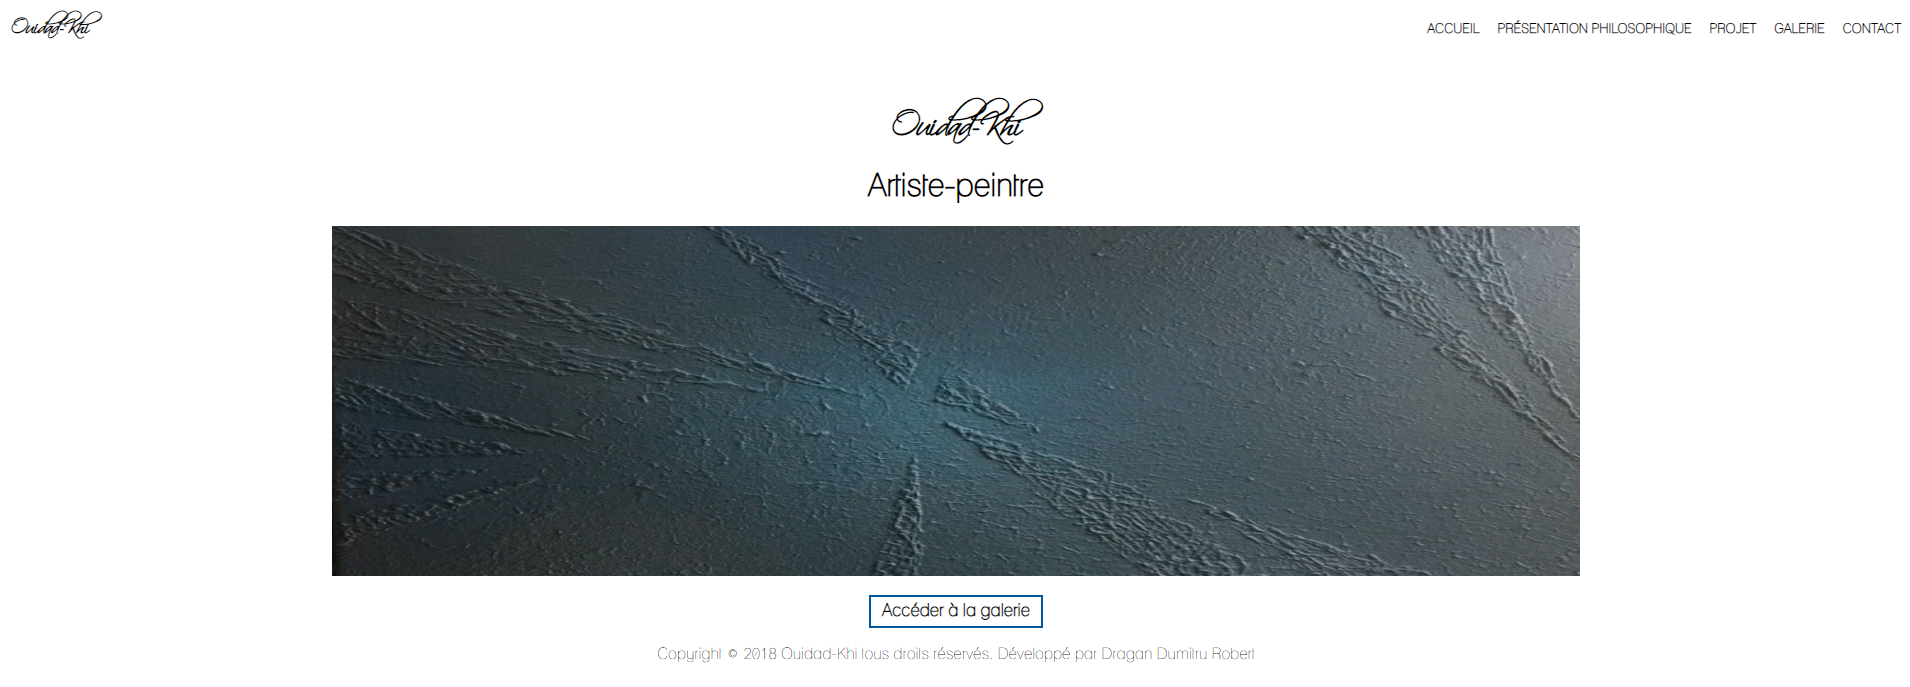 Ouidad-Khi
ACCUEIL PRÉSENTATION PHILOSOPHIQUE PROJET GALERIE CONTACT
Ouidad-Khi
Artiste-peintre
Accéder à la galerie
Copyright © 2018 Ouidad-Khi tous droits réservés. Développé par Dragan Dumitru Robert